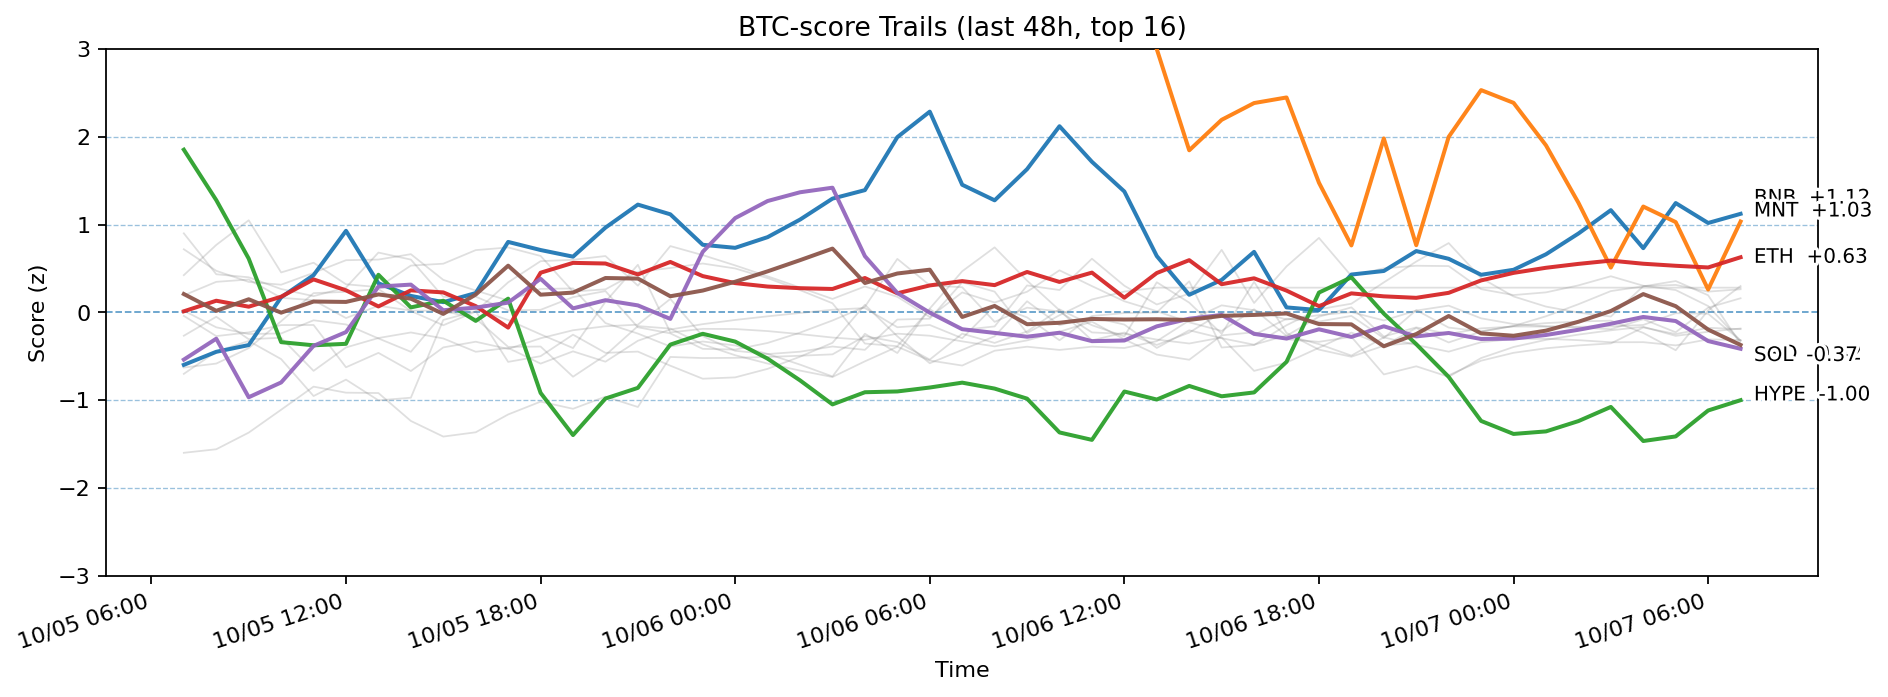 BTC-score Trails (last 48h, top 16)
Score (z)
3
2
1
0
−1
−2
−3
BNB +1.12
MNT +1.03
ETH +0.63
SOL -0.37
HYPE -1.00
10/05 06:00
10/05 12:00
10/05 18:00
10/06 00:00
10/06 06:00
10/06 12:00
10/06 18:00
10/07 00:00
10/07 06:00
Time